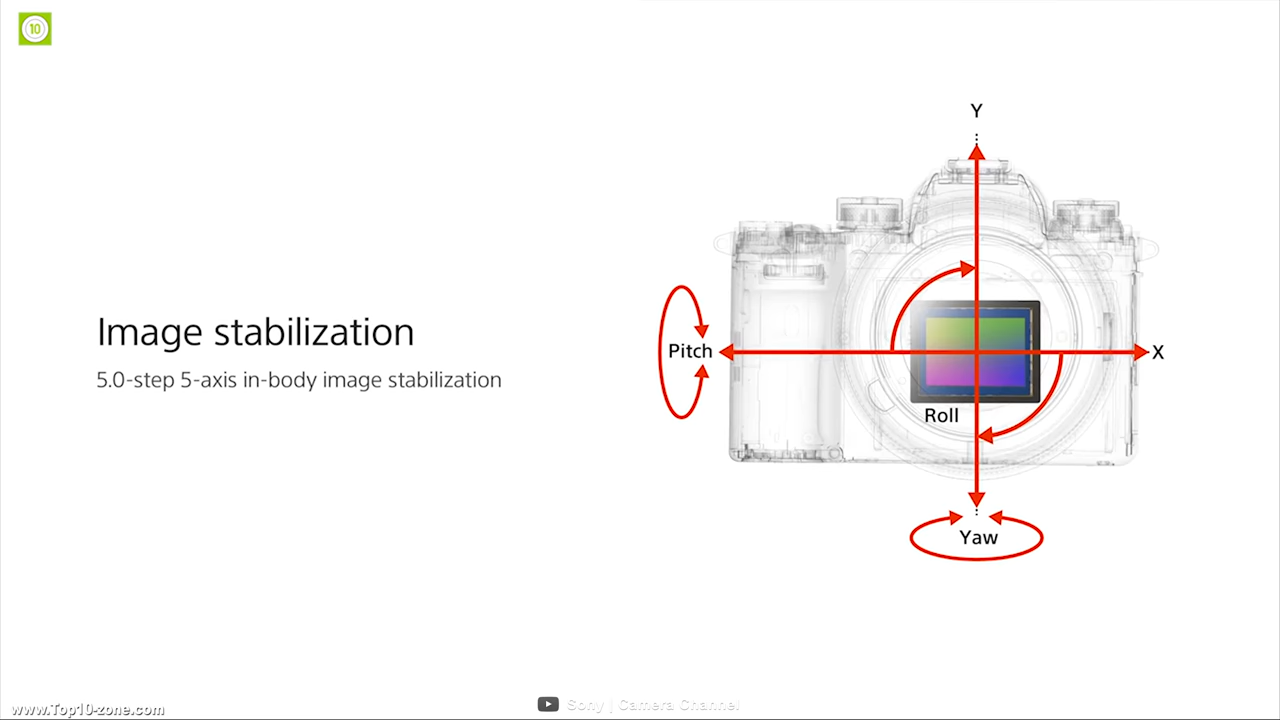 10
Y
Image stabilization
5.0-step 5-axis in-body image stabilization
Pitch
X
Roll
Yaw
www.Top10-zone.com
Sony | Camera Channel